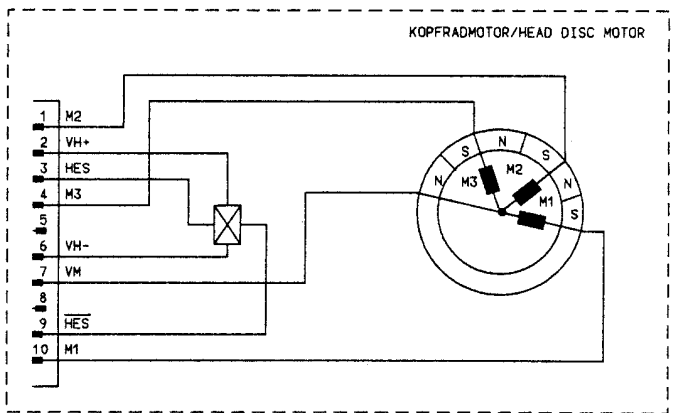 KOPFRADMOTOR/HEAD DISC MOTOR
1 M2
2 VH+
3 HES
4 M3
5
6 VH-
7 VM
8
9 H̅E̅S̅
10 M1
N
S
N
S
N
S
M3
M2
M1